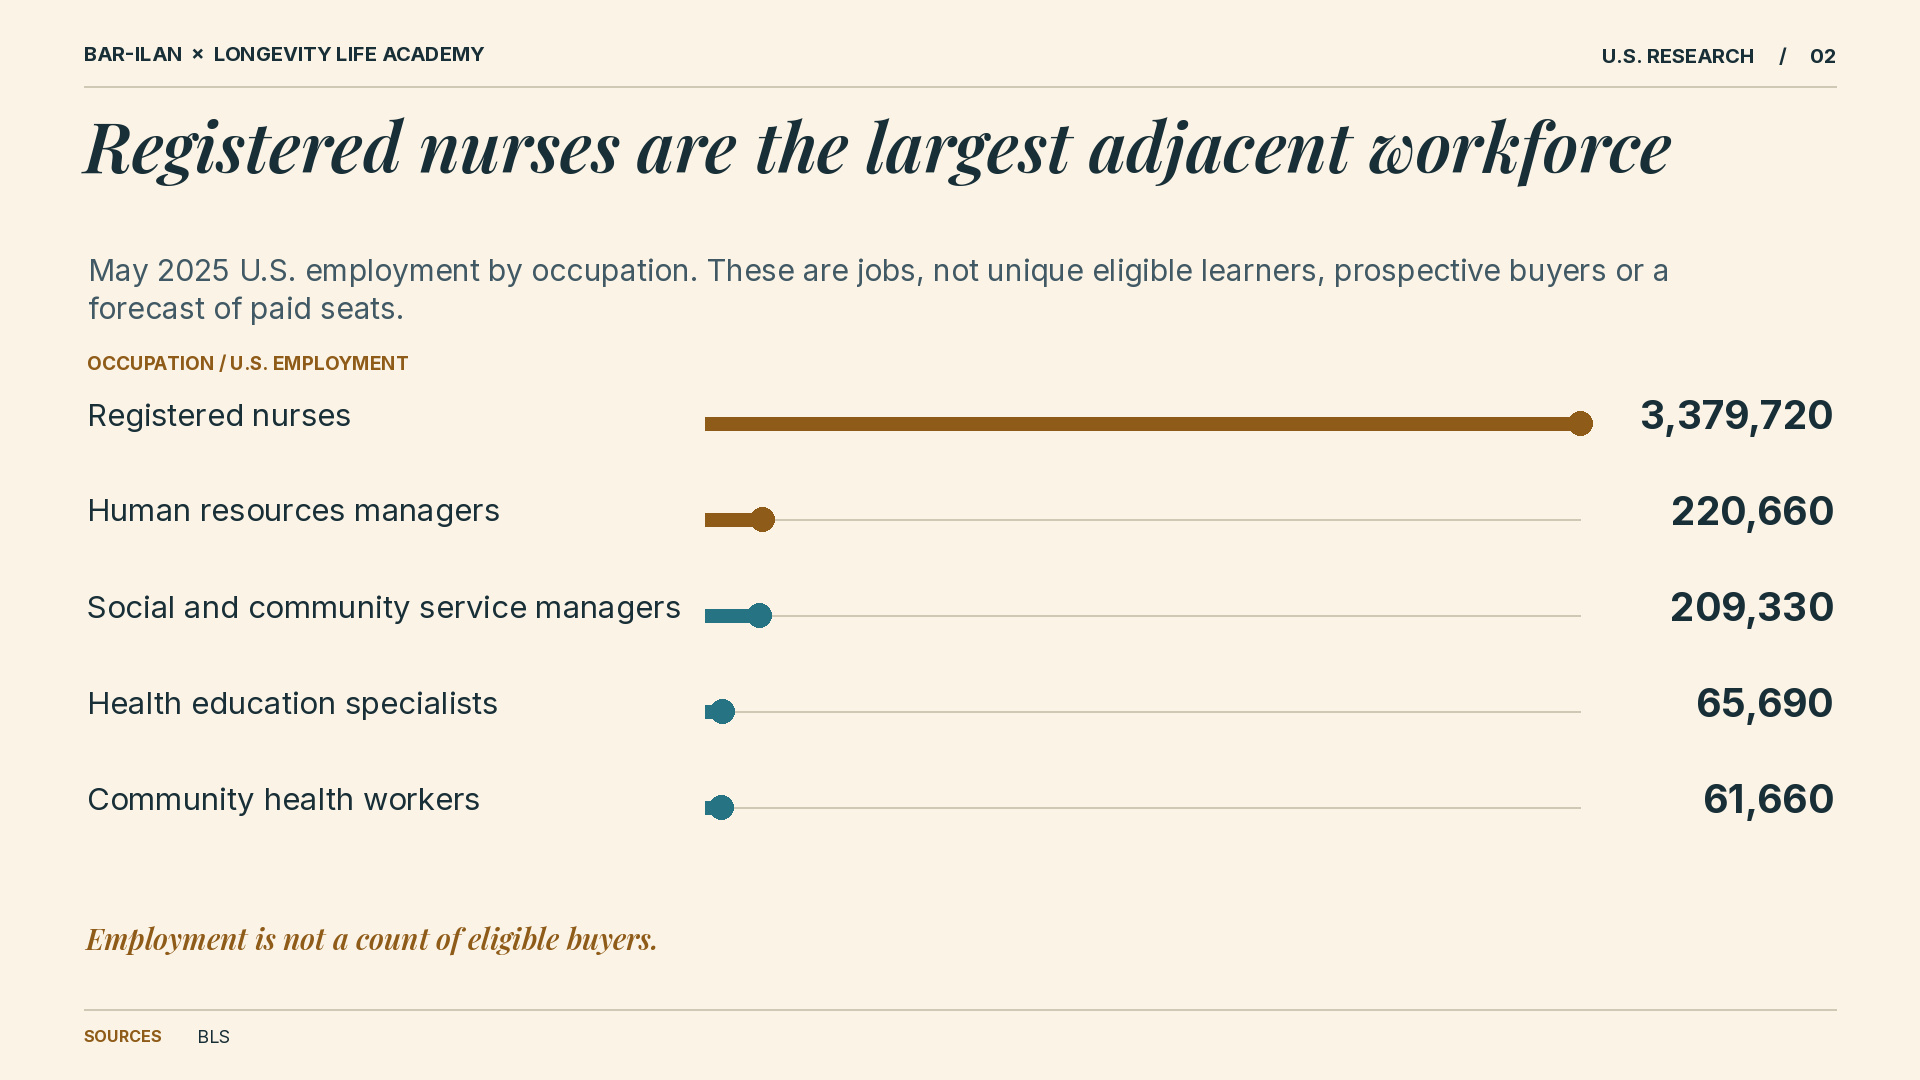 BAR-ILAN × LONGEVITY LIFE ACADEMY
U.S. RESEARCH / 02
Registered nurses are the largest adjacent workforce
May 2025 U.S. employment by occupation. These are jobs, not unique eligible learners, prospective buyers or a
forecast of paid seats.
OCCUPATION / U.S. EMPLOYMENT
Registered nurses 3,379,720
Human resources managers 220,660
Social and community service managers 209,330
Health education specialists 65,690
Community health workers 61,660
Employment is not a count of eligible buyers.
SOURCES BLS